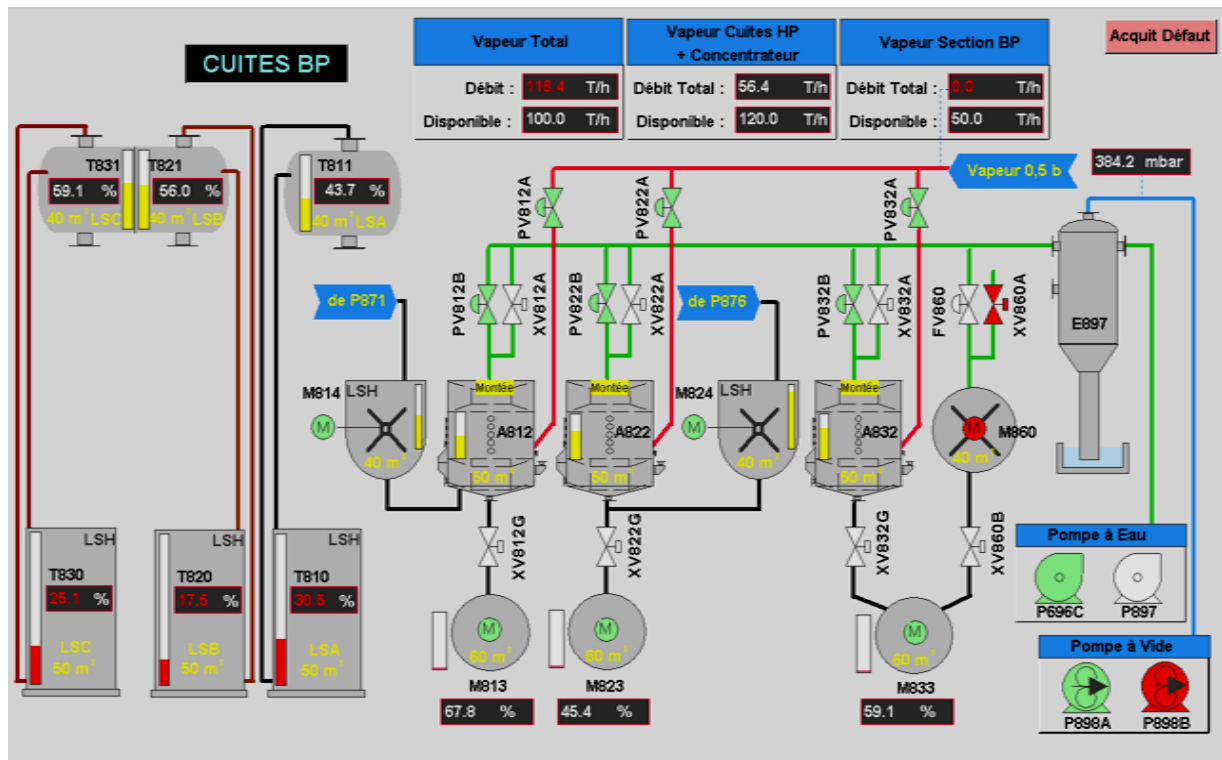 CUITES BP
Vapeur Total
Débit : 116.4 T/h
Disponible : 100.0 T/h
Vapeur Cuites HP
+ Concentrateur
Débit Total : 56.4 T/h
Disponible : 120.0 T/h
Vapeur Section BP
Débit Total : 0.0 T/h
Disponible : 50.0 T/h
Acquit Défaut
T831
59.1 %
40 m³ LSC
T821
56.0 %
40 m³ LSB
T811
43.7 %
40 m³ LSA
Vapeur 0,5 b
384.2 mbar
PV812A
PV822A
PV832A
de P871
PV812B
XV812A
PV822B
XV822A
de P876
PV832B
XV832A
FV860
XV860A
E897
M814
LSH
M
40 m³
Montée
A812
50 m³
Montée
A822
50 m³
M824
LSH
M
40 m³
Montée
A832
50 m³
M
M860
40 m³
XV812G
XV822G
XV832G
XV860B
LSH
T830
25.1 %
LSC
50 m³
LSH
T820
17.5 %
LSB
50 m³
LSH
T810
30.5 %
LSA
50 m³
M
60 m³
M813
67.8 %
M
60 m³
M823
45.4 %
M
60 m³
M833
59.1 %
Pompe à Eau
P696C
P897
Pompe à Vide
P898A
P898B